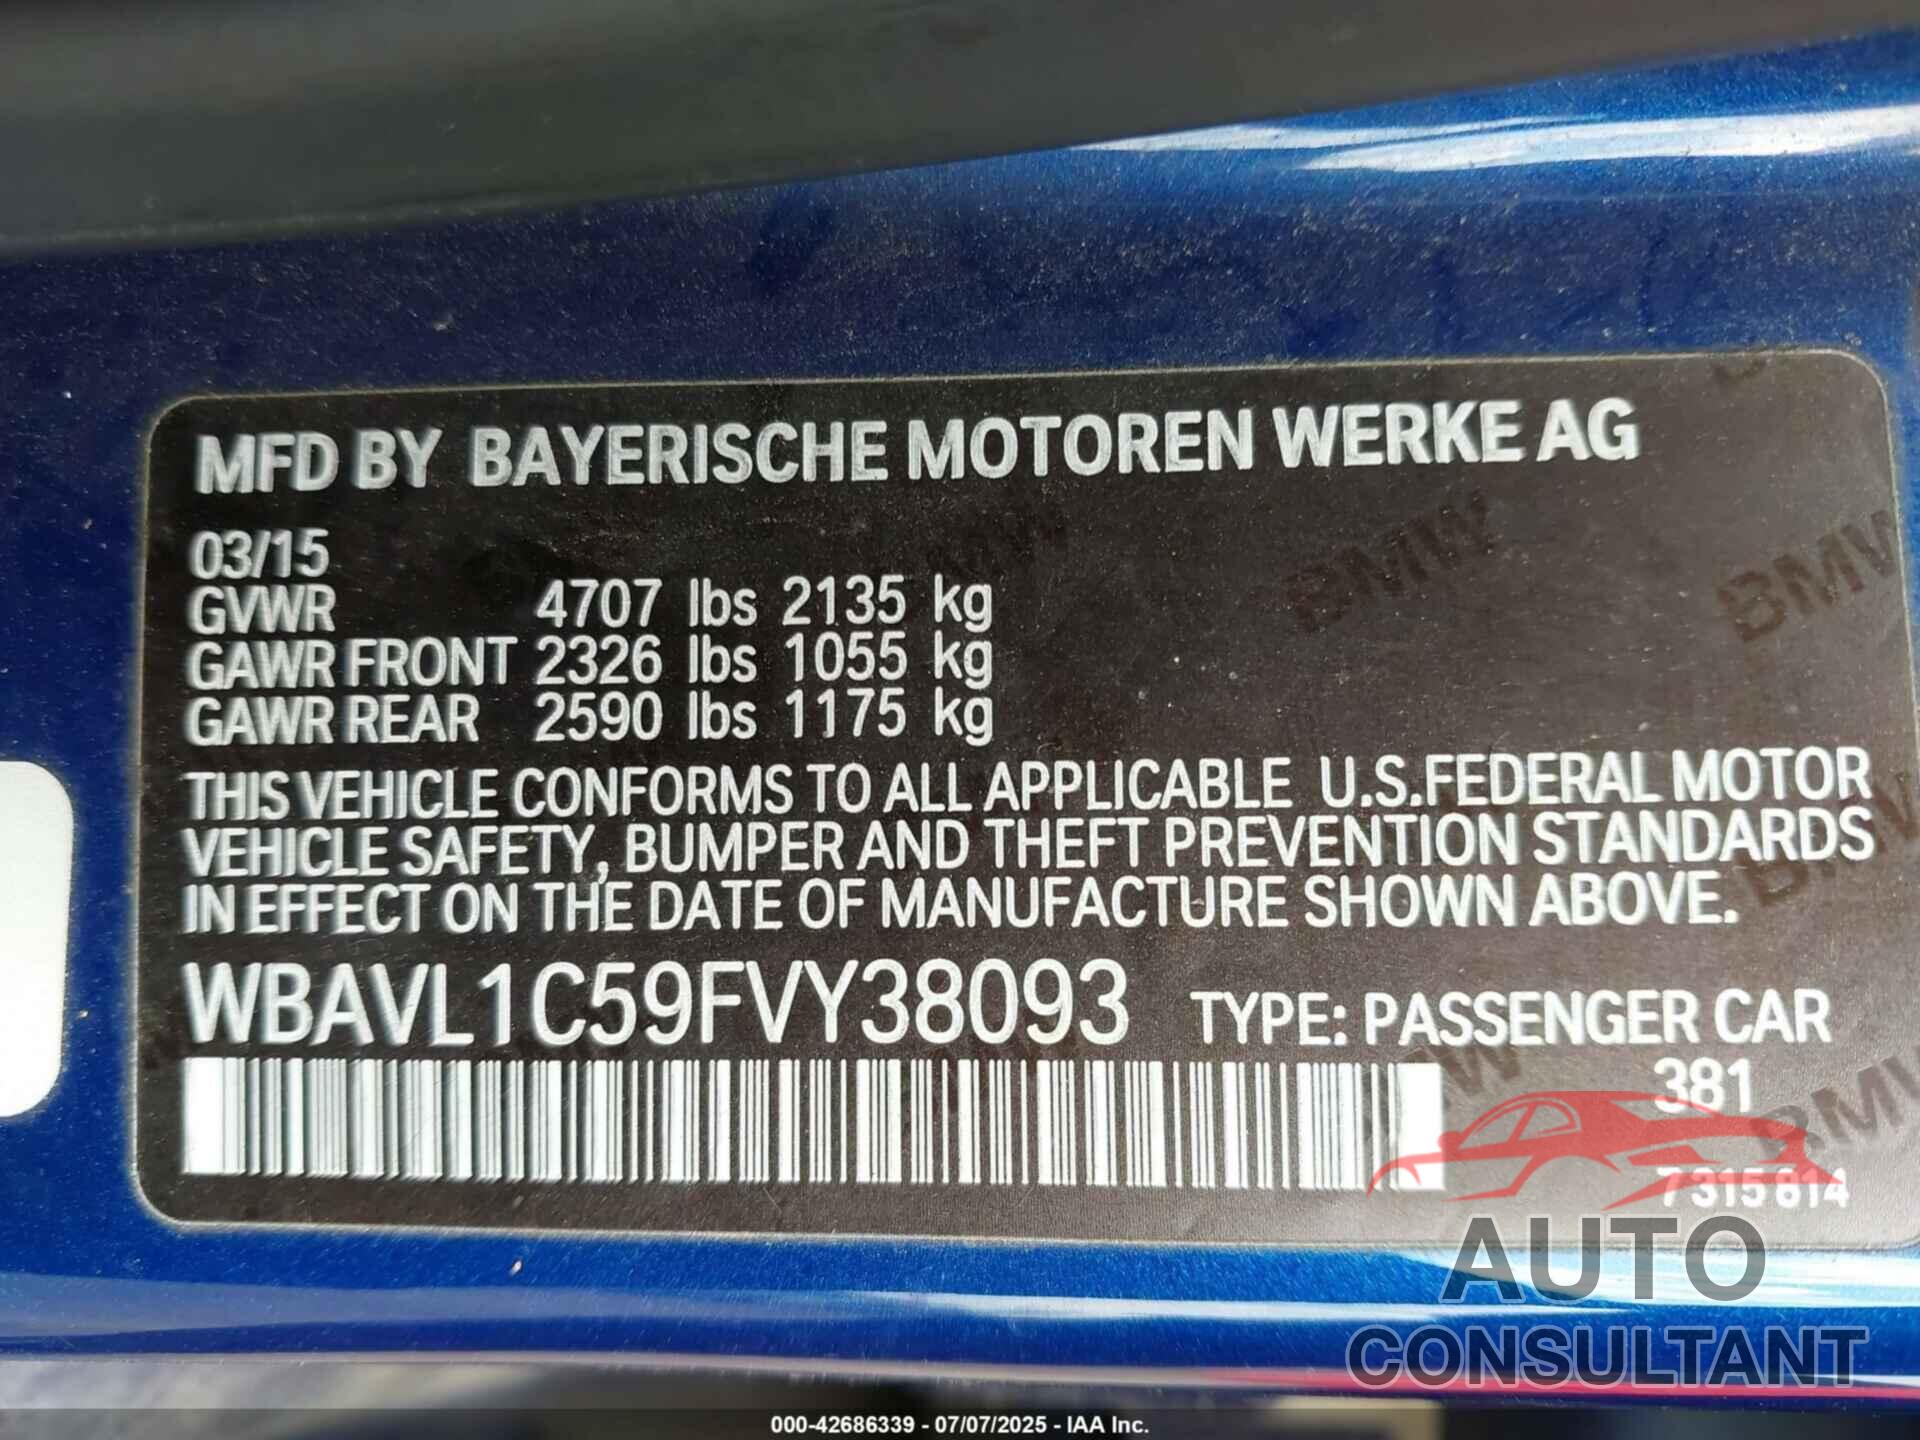 MFD BY BAYERISCHE MOTOREN WERKE AG
03/15
GVWR 4707 lbs 2135 kg
GAWR FRONT 2326 lbs 1055 kg
GAWR REAR 2590 lbs 1175 kg
THIS VEHICLE CONFORMS TO ALL APPLICABLE U.S.FEDERAL MOTOR
VEHICLE SAFETY, BUMPER AND THEFT PREVENTION STANDARDS
IN EFFECT ON THE DATE OF MANUFACTURE SHOWN ABOVE.
WBAVL1C59FVY38093 TYPE: PASSENGER CAR
381
7315814
AUTO
CONSULTANT
000-42686339 - 07/07/2025 - IAA Inc.